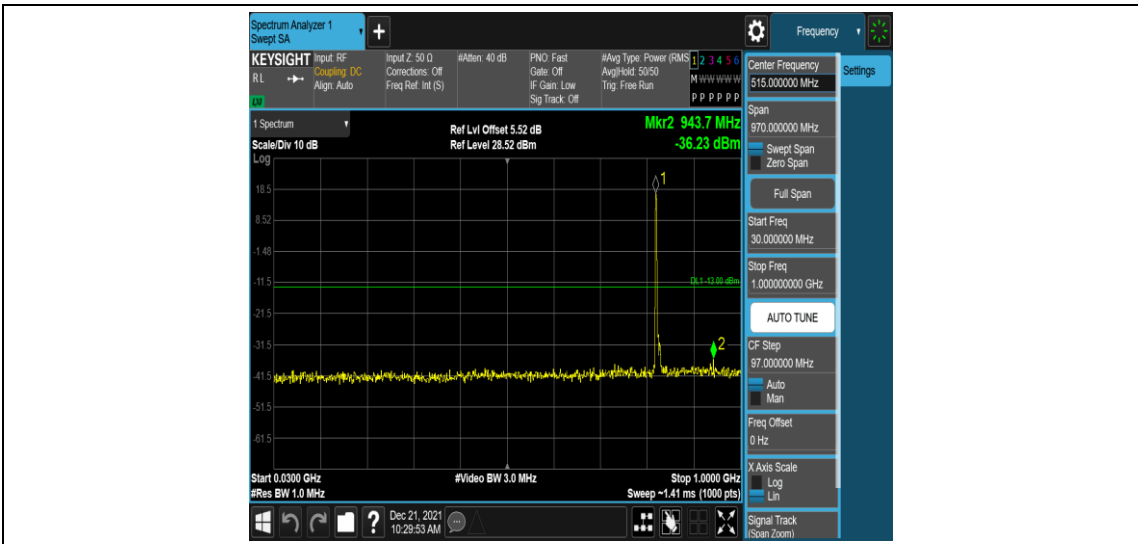 Spectrum Analyzer 1
Swept SA
Frequency
KEYSIGHT Input: RF Input Z: 50 Ω #Atten: 40 dB PNO: Fast #Avg Type: Power (RMS 1 2 3 4 5 6
RL Coupling: DC Corrections: Off Gate: Off Avg|Hold: 50/50 M W W W W W
Align: Auto Freq Ref: Int (S) IF Gain: Low Trig: Free Run
Sig Track: Off P P P P P P
LXI
1 Spectrum
Ref Lvl Offset 5.52 dB
Mkr2 943.7 MHz
Scale/Div 10 dB
Ref Level 28.52 dBm
-36.23 dBm
Log
1
18.5
8.52
-1.48
-11.5
DL1 -13.00 dBm
-21.5
-31.5
2
-41.5
-51.5
-61.5
Start 0.0300 GHz
#Video BW 3.0 MHz
Stop 1.0000 GHz
#Res BW 1.0 MHz
Sweep ~1.41 ms (1000 pts)
?
Dec 21, 2021
10:29:53 AM
Center Frequency
515.000000 MHz
Settings
Span
970.000000 MHz
Swept Span
Zero Span
Full Span
Start Freq
30.000000 MHz
Stop Freq
1.000000000 GHz
AUTO TUNE
CF Step
97.000000 MHz
Auto
Man
Freq Offset
0 Hz
X Axis Scale
Log
Lin
Signal Track
(Span Zoom)